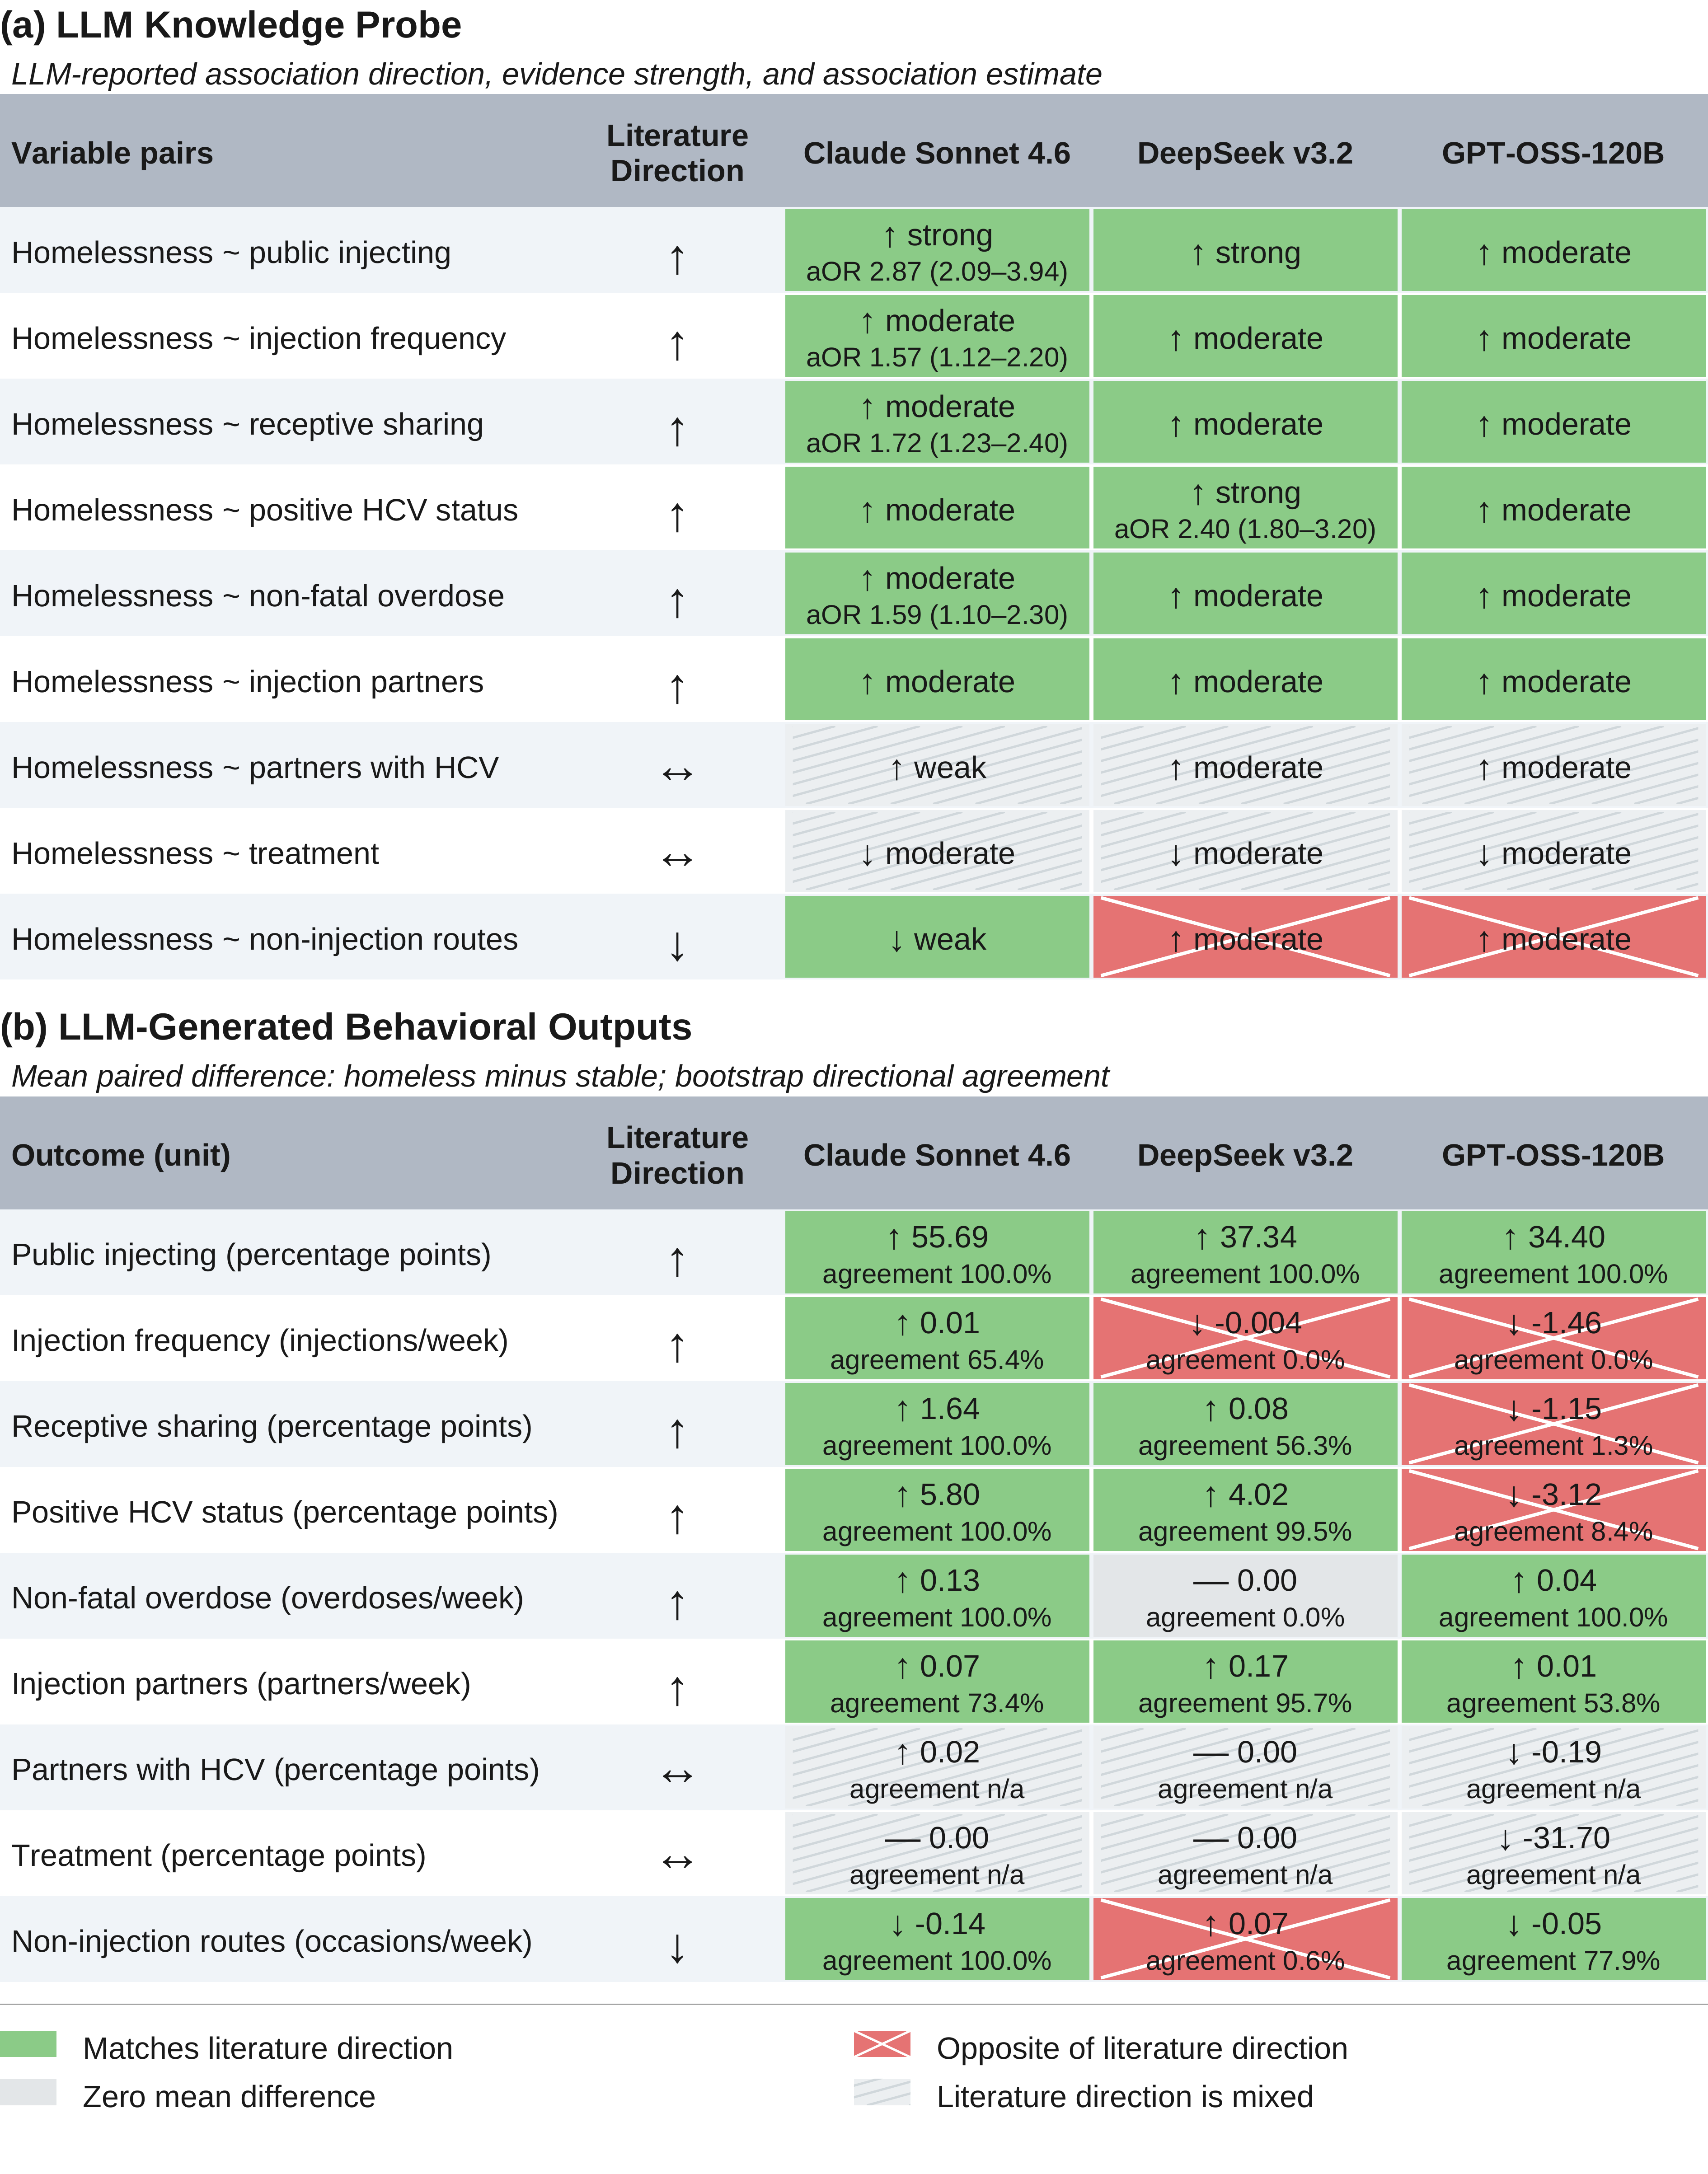 (a) LLM Knowledge Probe
LLM-reported association direction, evidence strength, and association estimate
Variable pairs Literature Direction Claude Sonnet 4.6 DeepSeek v3.2 GPT-OSS-120B
Homelessness ~ public injecting ↑ ↑ strong aOR 2.87 (2.09–3.94) ↑ strong ↑ moderate
Homelessness ~ injection frequency ↑ ↑ moderate aOR 1.57 (1.12–2.20) ↑ moderate ↑ moderate
Homelessness ~ receptive sharing ↑ ↑ moderate aOR 1.72 (1.23–2.40) ↑ moderate ↑ moderate
Homelessness ~ positive HCV status ↑ ↑ moderate ↑ strong aOR 2.40 (1.80–3.20) ↑ moderate
Homelessness ~ non-fatal overdose ↑ ↑ moderate aOR 1.59 (1.10–2.30) ↑ moderate ↑ moderate
Homelessness ~ injection partners ↑ ↑ moderate ↑ moderate ↑ moderate
Homelessness ~ partners with HCV ↔ ↑ weak ↑ moderate ↑ moderate
Homelessness ~ treatment ↔ ↓ moderate ↓ moderate ↓ moderate
Homelessness ~ non-injection routes ↓ ↓ weak ↑ moderate ↑ moderate
(b) LLM-Generated Behavioral Outputs
Mean paired difference: homeless minus stable; bootstrap directional agreement
Outcome (unit) Literature Direction Claude Sonnet 4.6 DeepSeek v3.2 GPT-OSS-120B
Public injecting (percentage points) ↑ ↑ 55.69 agreement 100.0% ↑ 37.34 agreement 100.0% ↑ 34.40 agreement 100.0%
Injection frequency (injections/week) ↑ ↑ 0.01 agreement 65.4% ↓ -0.004 agreement 0.0% ↓ -1.46 agreement 0.0%
Receptive sharing (percentage points) ↑ ↑ 1.64 agreement 100.0% ↑ 0.08 agreement 56.3% ↓ -1.15 agreement 1.3%
Positive HCV status (percentage points) ↑ ↑ 5.80 agreement 100.0% ↑ 4.02 agreement 99.5% ↓ -3.12 agreement 8.4%
Non-fatal overdose (overdoses/week) ↑ ↑ 0.13 agreement 100.0% — 0.00 agreement 0.0% ↑ 0.04 agreement 100.0%
Injection partners (partners/week) ↑ ↑ 0.07 agreement 73.4% ↑ 0.17 agreement 95.7% ↑ 0.01 agreement 53.8%
Partners with HCV (percentage points) ↔ ↑ 0.02 agreement n/a — 0.00 agreement n/a ↓ -0.19 agreement n/a
Treatment (percentage points) ↔ — 0.00 agreement n/a — 0.00 agreement n/a ↓ -31.70 agreement n/a
Non-injection routes (occasions/week) ↓ ↓ -0.14 agreement 100.0% ↑ 0.07 agreement 0.6% ↓ -0.05 agreement 77.9%
Matches literature direction Opposite of literature direction
Zero mean difference Literature direction is mixed